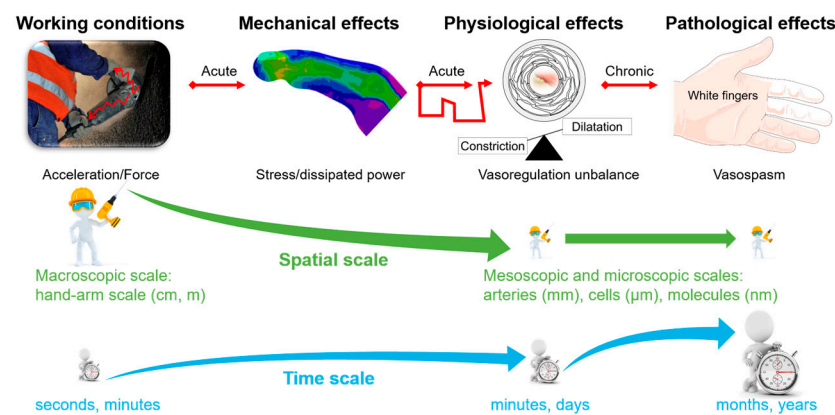 Working conditions
Mechanical effects
Physiological effects
Pathological effects
Acute
Acute
Chronic
White fingers
Dilatation
Constriction
Acceleration/Force
Stress/dissipated power
Vasoregulation unbalance
Vasospasm
Spatial scale
Macroscopic scale:
hand-arm scale (cm, m)
Mesoscopic and microscopic scales:
arteries (mm), cells (µm), molecules (nm)
Time scale
seconds, minutes
minutes, days
months, years